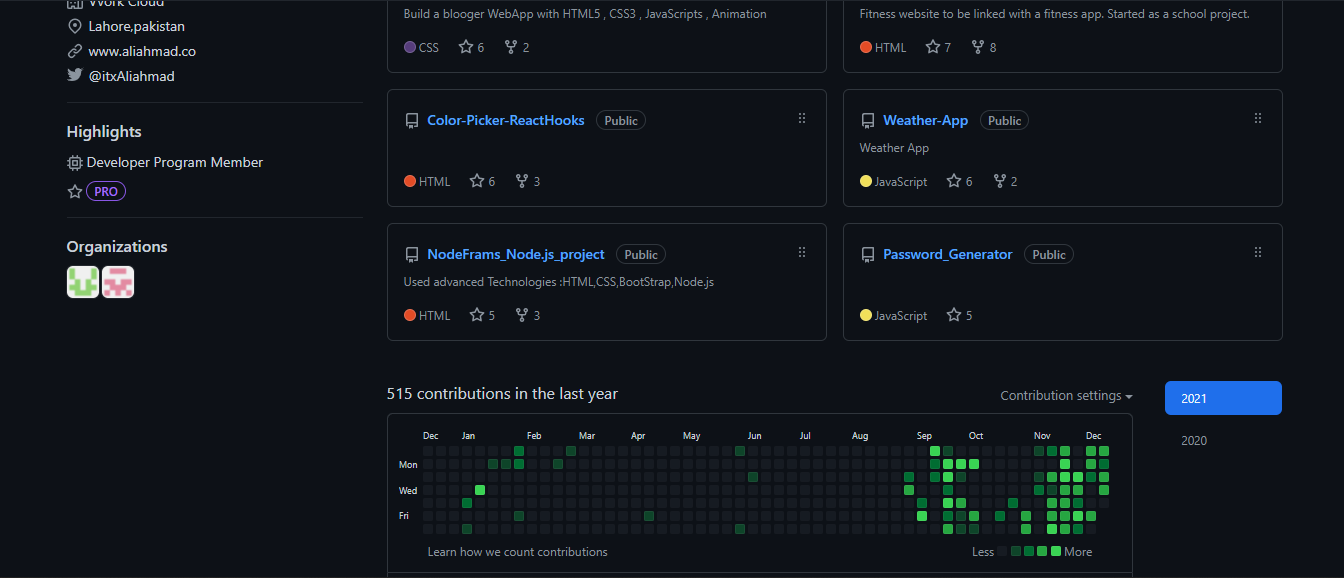 Work Cloud
Lahore,pakistan
www.aliahmad.co
@itxAliahmad
Highlights
Developer Program Member
PRO
Organizations
Build a blooger WebApp with HTML5 , CSS3 , JavaScripts , Animation
CSS 6 2
Fitness website to be linked with a fitness app. Started as a school project.
HTML 7 8
Color-Picker-ReactHooks Public
HTML 6 3
Weather-App Public
Weather App
JavaScript 6 2
NodeFrams_Node.js_project Public
Used advanced Technologies :HTML,CSS,BootStrap,Node.js
HTML 5 3
Password_Generator Public
JavaScript 5
515 contributions in the last year
Contribution settings
2021
2020
Dec Jan Feb Mar Apr May Jun Jul Aug Sep Oct Nov Dec
Mon
Wed
Fri
Learn how we count contributions
Less More